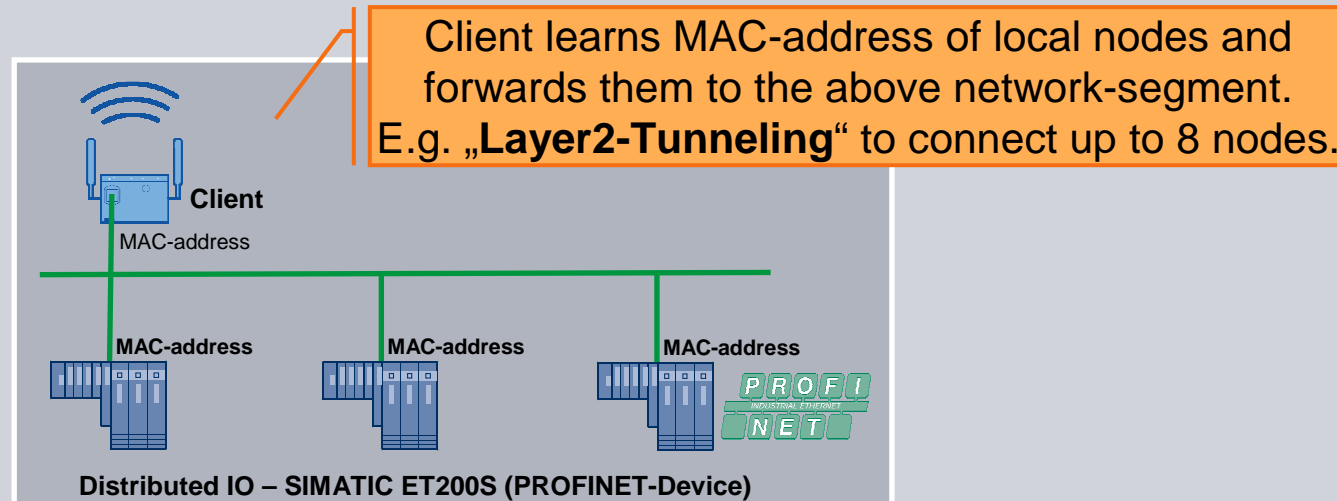 Client learns MAC-address of local nodes and
forwards them to the above network-segment.
E.g. „Layer2-Tunneling“ to connect up to 8 nodes.
Client
MAC-address
MAC-address
MAC-address
MAC-address
PROFI
INDUSTRIAL ETHERNET
NET
Distributed IO – SIMATIC ET200S (PROFINET-Device)